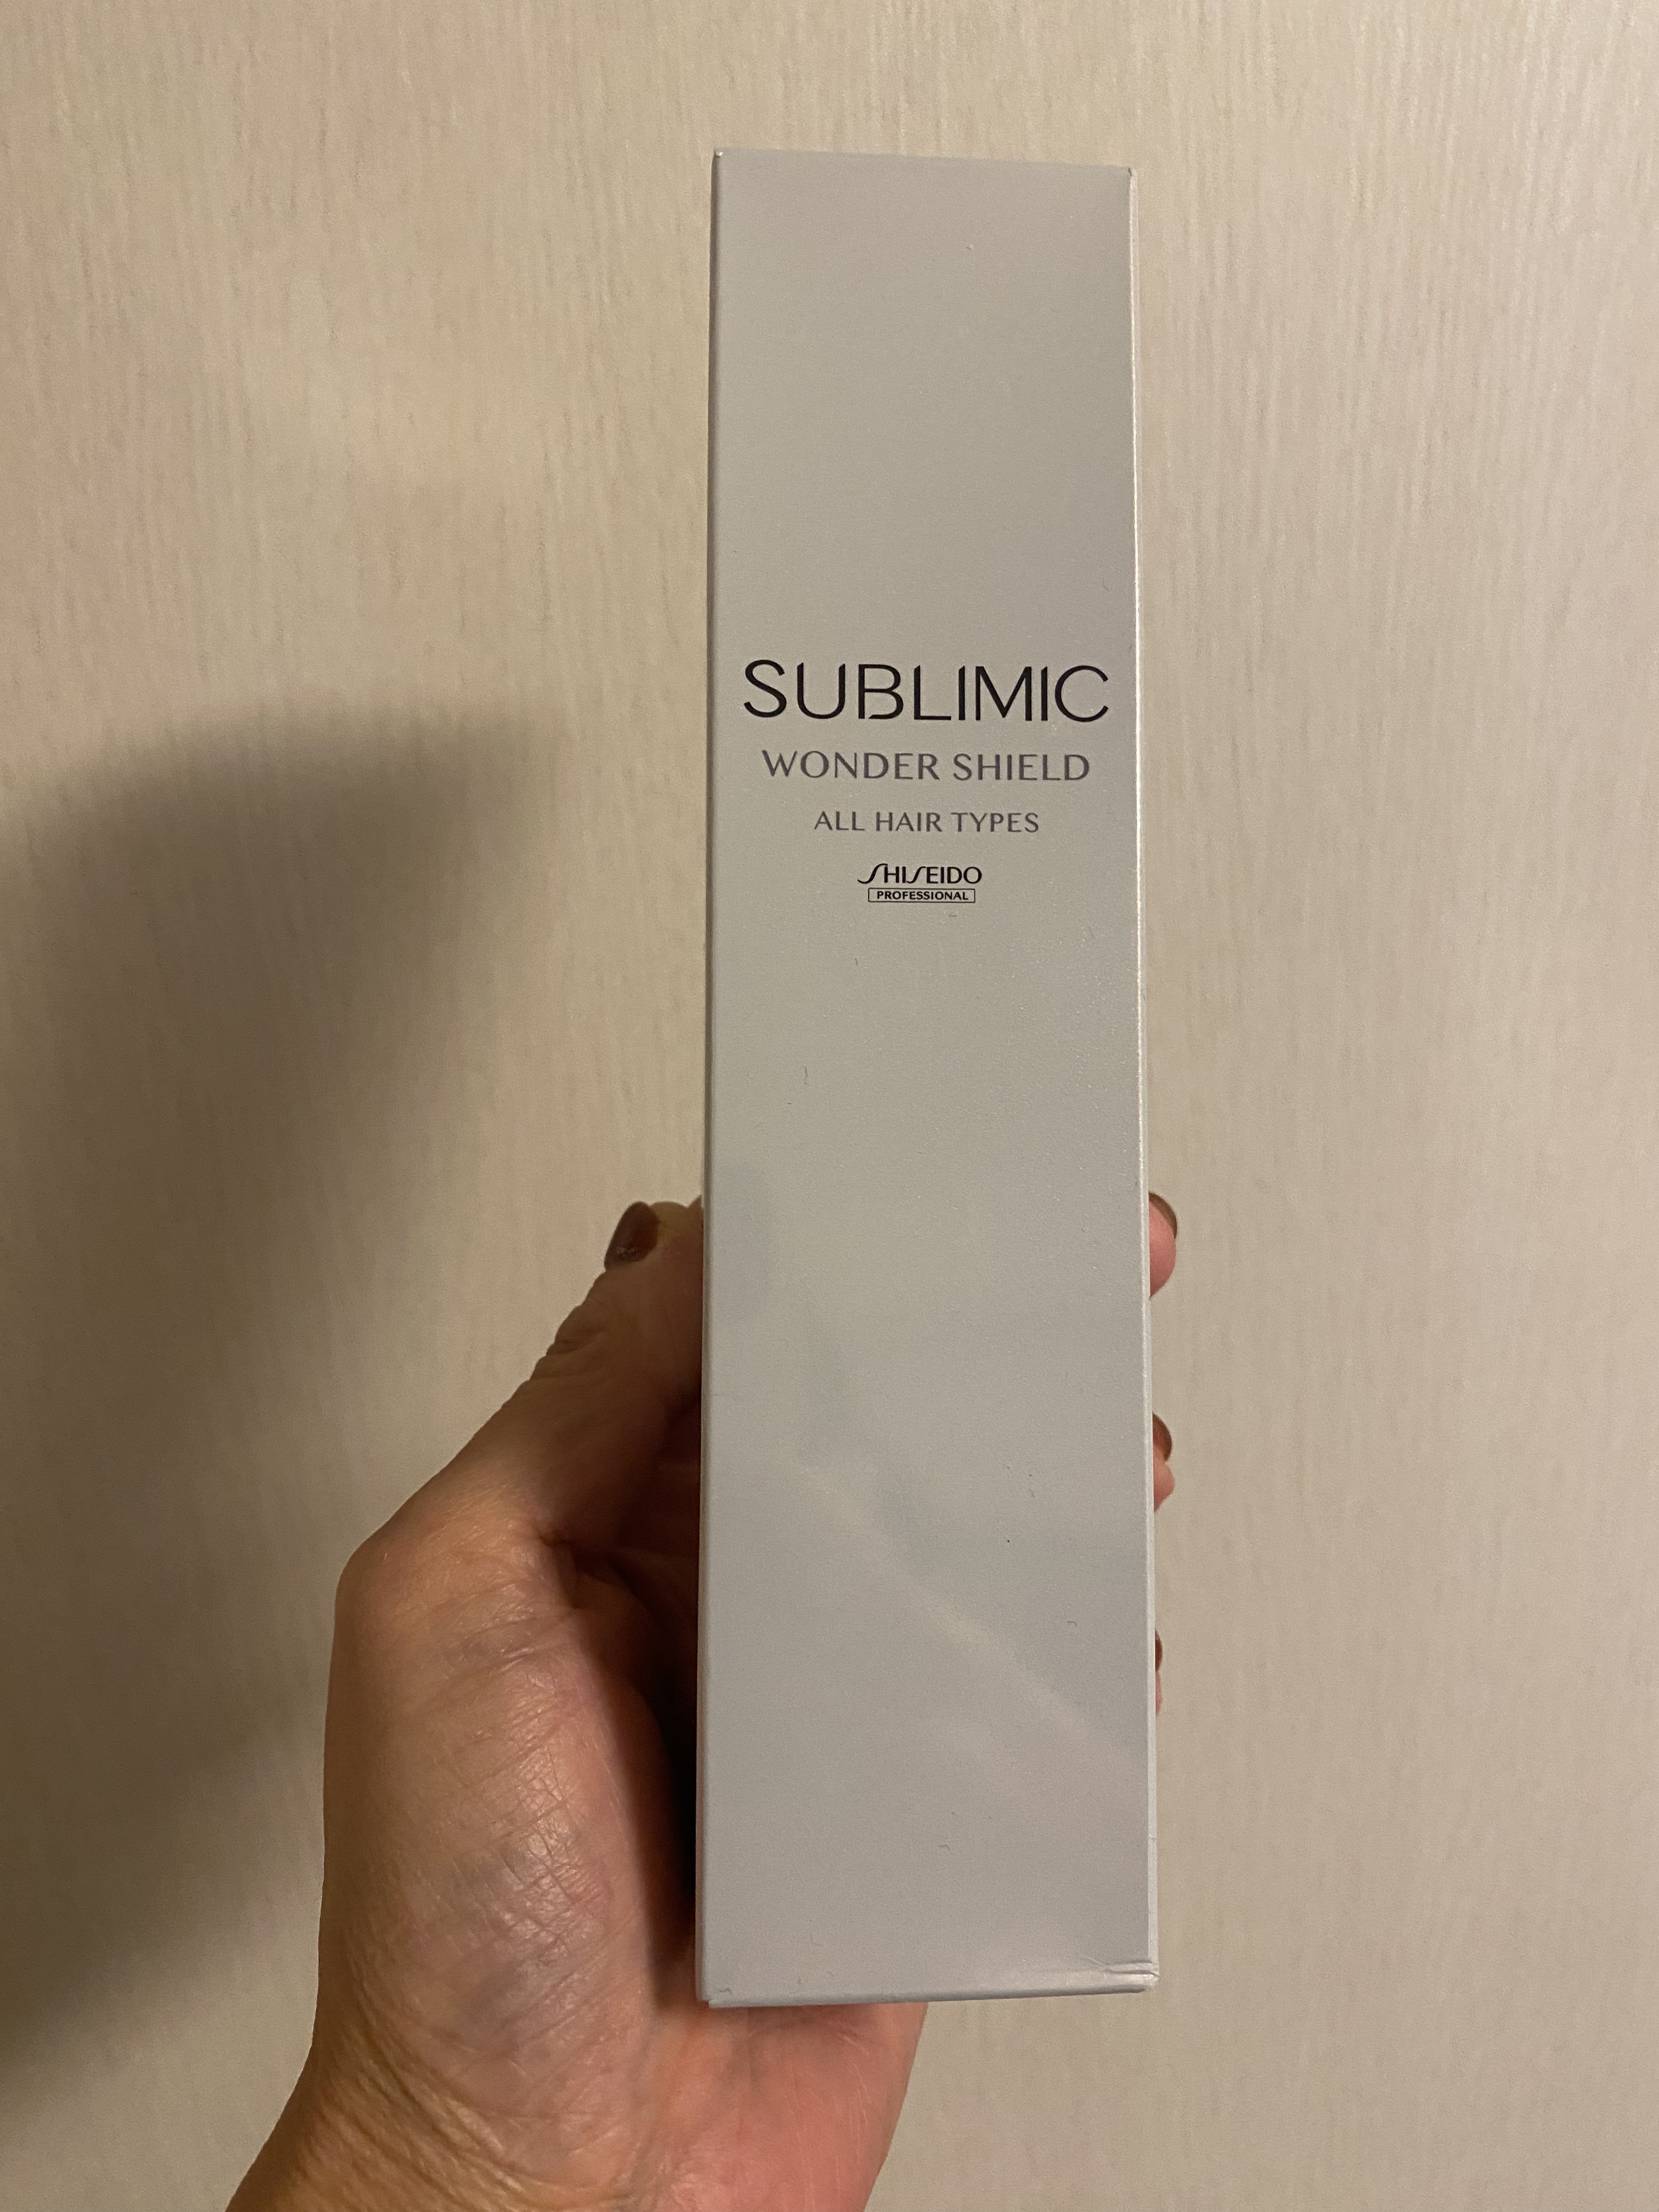 SUBLIMIC
WONDER SHIELD
ALL HAIR TYPES
SHISEIDO
PROFESSIONAL